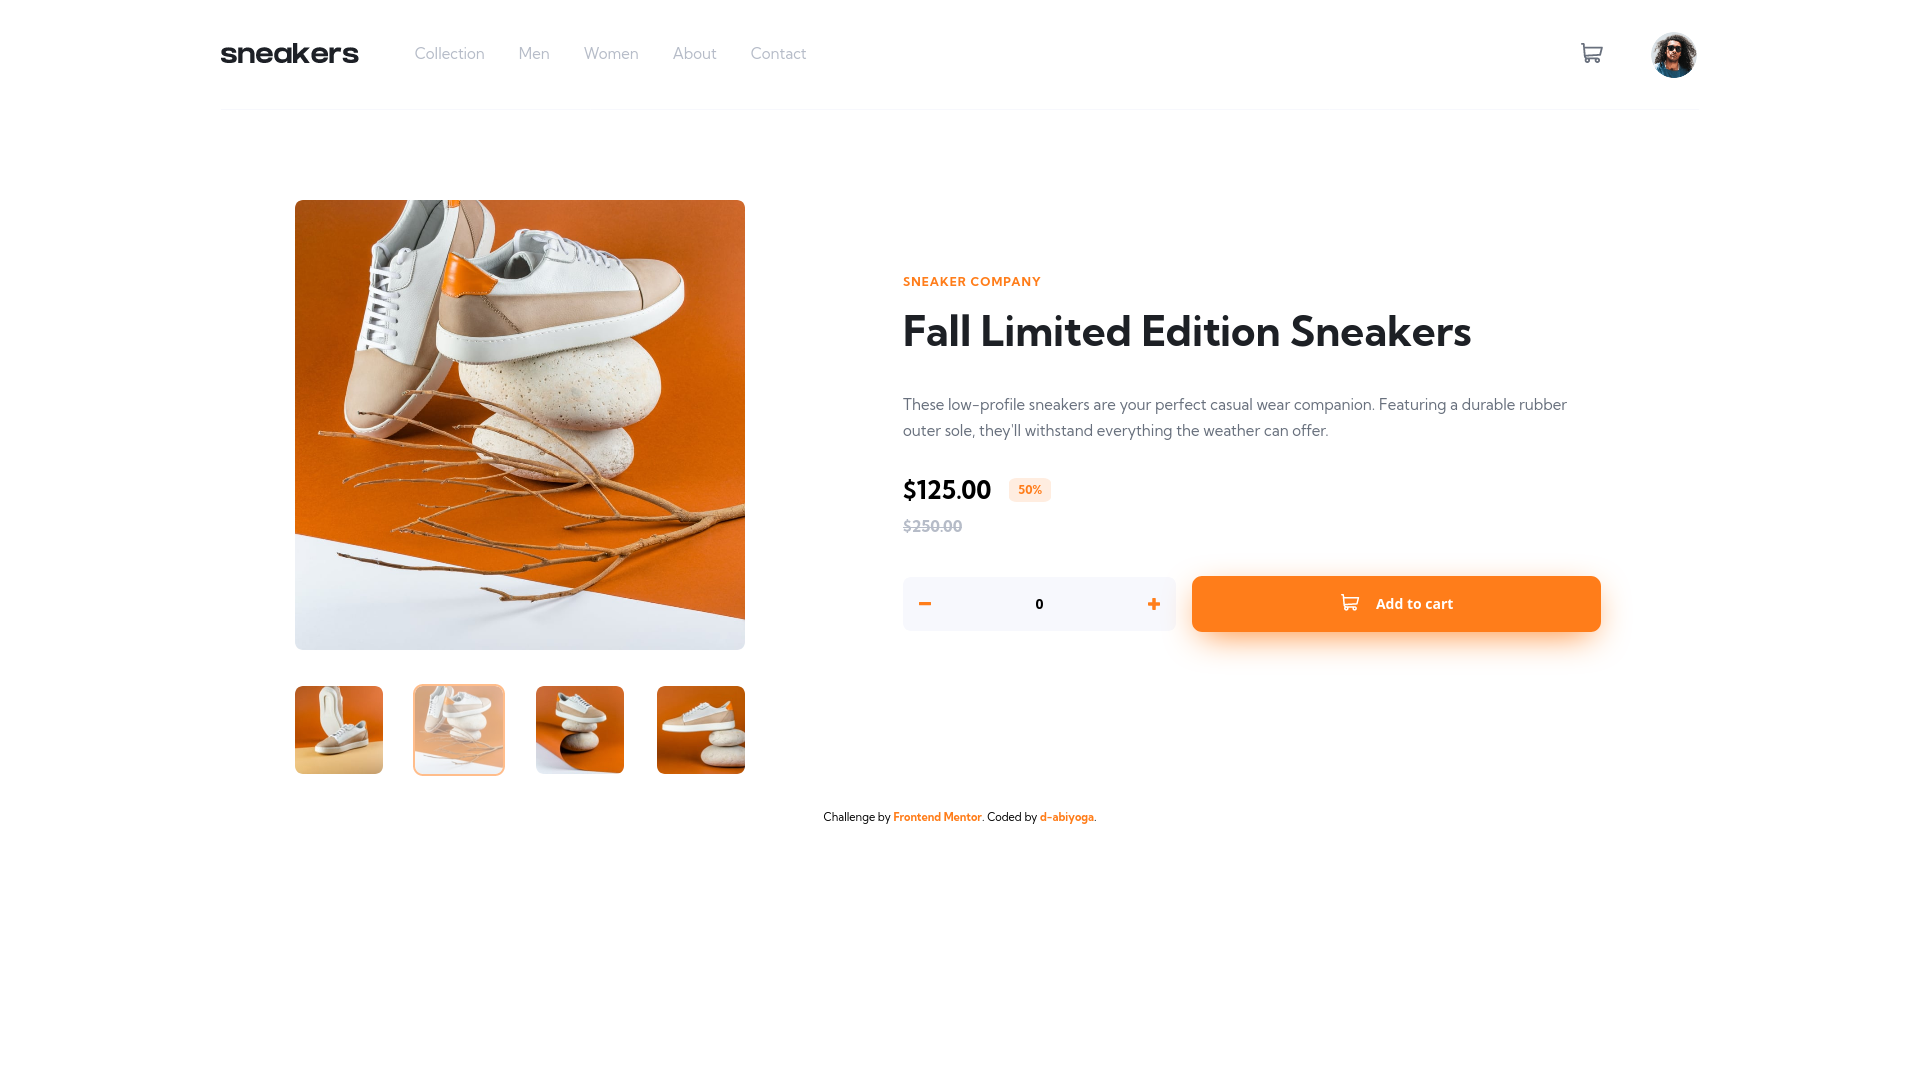 sneakers
Collection
Men
Women
About
Contact
SNEAKER COMPANY
Fall Limited Edition Sneakers
These low-profile sneakers are your perfect casual wear companion. Featuring a durable rubber
outer sole, they'll withstand everything the weather can offer.
$125.00
50%
$250.00
0
Add to cart
Challenge by Frontend Mentor. Coded by d-abiyoga.